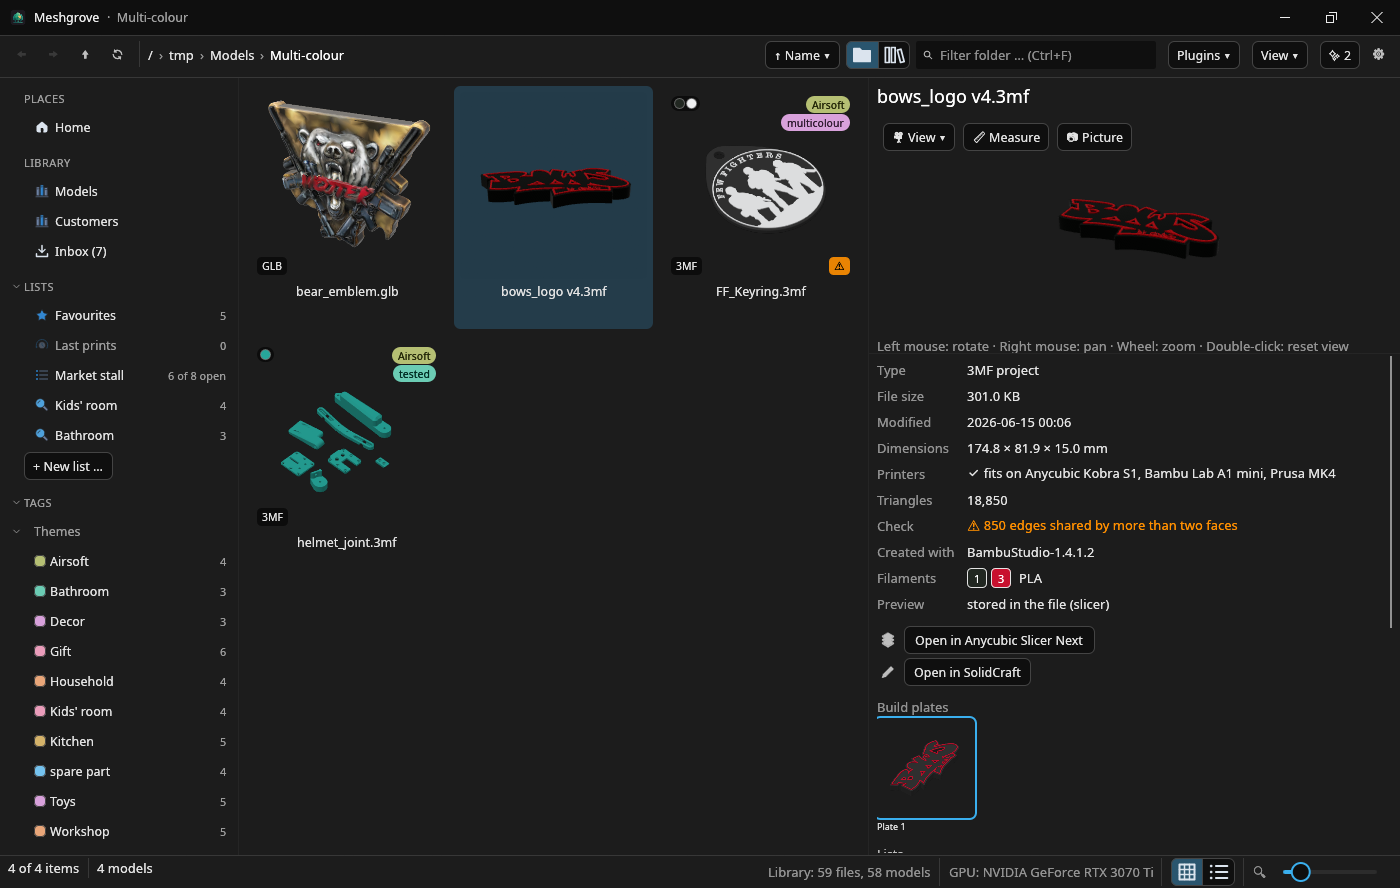 Meshgrove · Multi-colour
/ › tmp › Models › Multi-colour
↑ Name ▾
Filter folder ... (Ctrl+F)
Plugins ▾
View ▾
2
PLACES
Home
LIBRARY
Models
Customers
Inbox (7)
LISTS
Favourites 5
Last prints 0
Market stall 6 of 8 open
Kids' room 4
Bathroom 3
+ New list ...
TAGS
Themes
Airsoft 4
Bathroom 3
Decor 3
Gift 6
Household 4
Kids' room 4
Kitchen 5
spare part 4
Toys 5
Workshop 5
GLB
bear_emblem.glb
BOWS
bows_logo v4.3mf
Airsoft
multicolour
FIGHTERS
3MF
FF_Keyring.3mf
Airsoft
tested
3MF
helmet_joint.3mf
bows_logo v4.3mf
View ▾
Measure
Picture
BOWS
Left mouse: rotate · Right mouse: pan · Wheel: zoom · Double-click: reset view
Type 3MF project
File size 301.0 KB
Modified 2026-06-15 00:06
Dimensions 174.8 × 81.9 × 15.0 mm
Printers ✓ fits on Anycubic Kobra S1, Bambu Lab A1 mini, Prusa MK4
Triangles 18,850
Check ⚠ 850 edges shared by more than two faces
Created with BambuStudio-1.4.1.2
Filaments 1 3 PLA
Preview stored in the file (slicer)
Open in Anycubic Slicer Next
Open in SolidCraft
Build plates
Plate 1
4 of 4 items
4 models
Library: 59 files, 58 models
GPU: NVIDIA GeForce RTX 3070 Ti